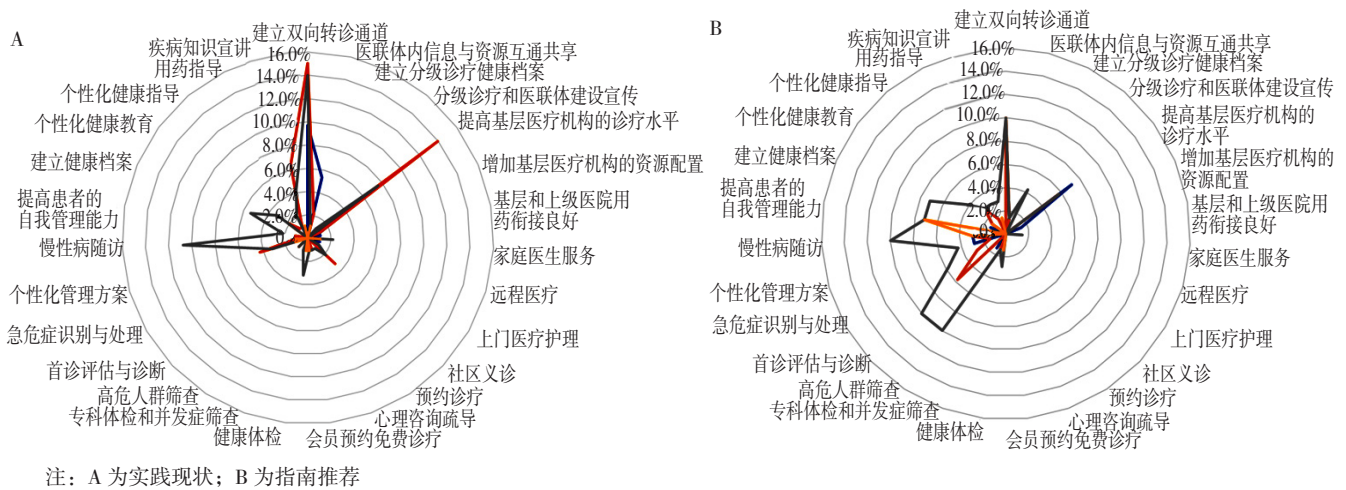 A
建立双向转诊通道
医联体内信息与资源互通共享
建立分级诊疗健康档案
分级诊疗和医联体建设宣传
提高基层医疗机构的诊疗水平
增加基层医疗机构的资源配置
基层和上级医院用
药衔接良好
家庭医生服务
远程医疗
上门医疗护理
社区义诊
预约诊疗
心理咨询疏导
会员预约免费诊疗
健康体检
专科体检和并发症筛查
高危人群筛查
首诊评估与诊断
急危症识别与处理
个性化管理方案
慢性病随访
提高患者的
自我管理能力
建立健康档案
个性化健康教育
个性化健康指导
用药指导
疾病知识宣讲
16.0%
14.0%
12.0%
10.0%
8.0%
6.0%
4.0%
2.0%
0
B
建立双向转诊通道
医联体内信息与资源互通共享
建立分级诊疗健康档案
分级诊疗和医联体建设宣传
提高基层医疗机构的
诊疗水平
增加基层医疗机构的
资源配置
基层和上级医院用
药衔接良好
家庭医生服务
远程医疗
上门医疗护理
社区义诊
预约诊疗
心理咨询疏导
会员预约免费诊疗
健康体检
专科体检和并发症筛查
高危人群筛查
首诊评估与诊断
急危症识别与处理
个性化管理方案
慢性病随访
提高患者的
自我管理能力
建立健康档案
个性化健康教育
个性化健康指导
用药指导
疾病知识宣讲
16.0%
14.0%
12.0%
10.0%
8.0%
6.0%
4.0%
2.0%
注：A 为实践现状；B 为指南推荐